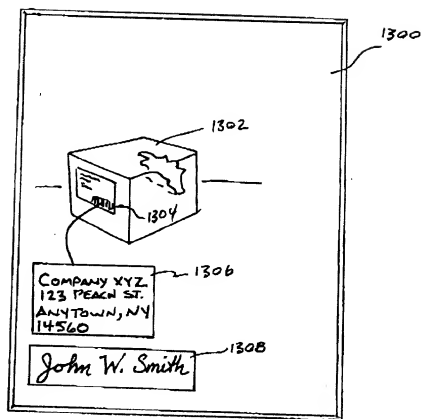 1300
1302
1304
1306
COMPANY XYZ
123 PEACH ST.
ANYTOWN, NY
14560
1308
John W. Smith